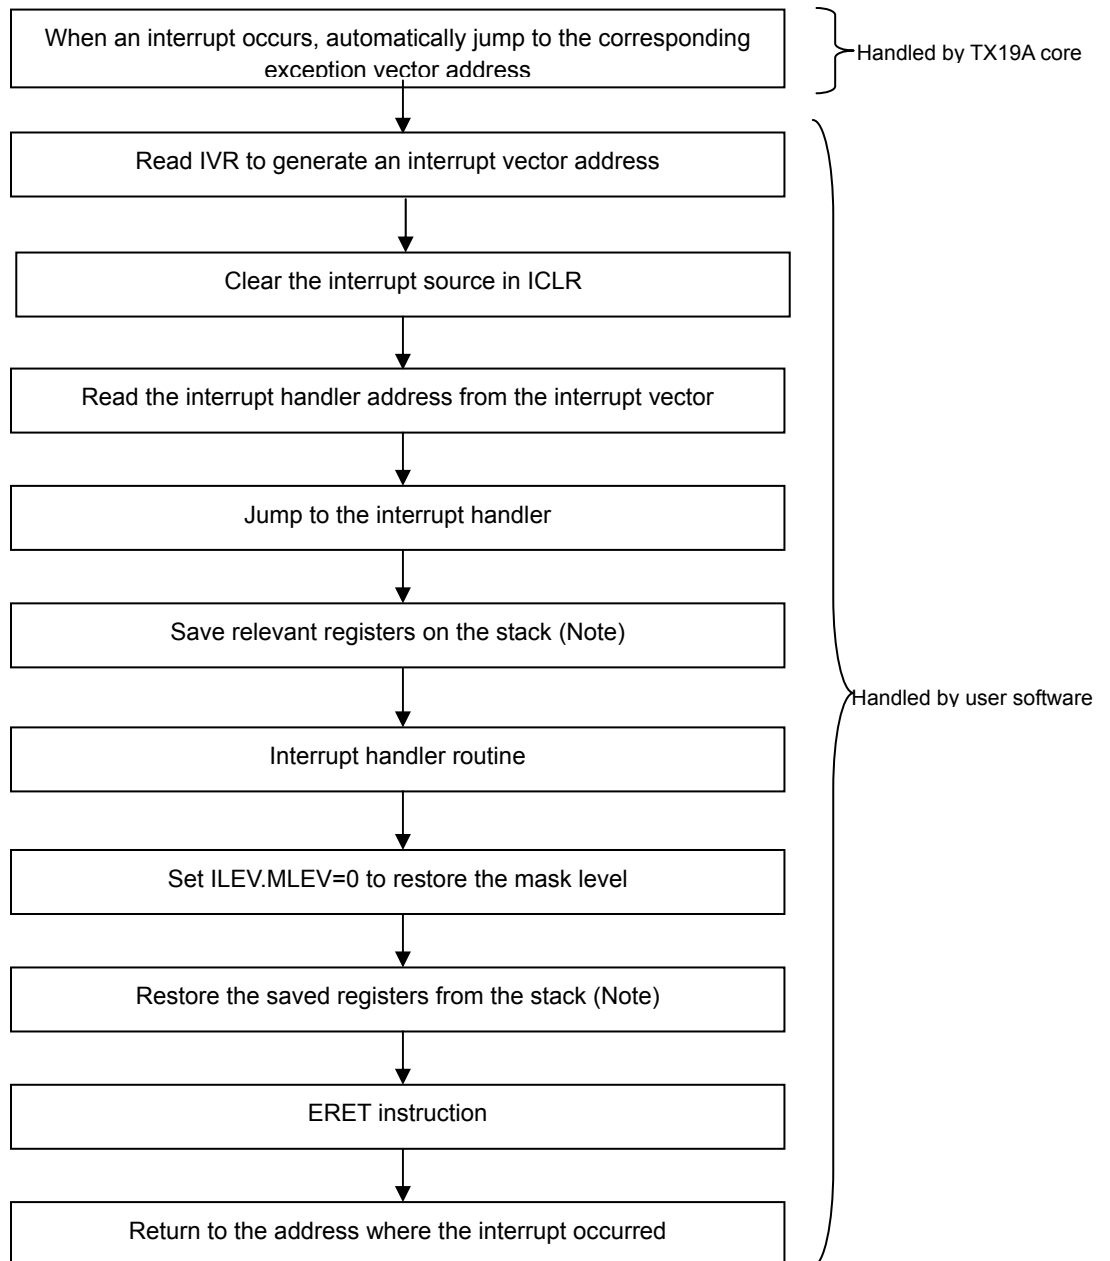 When an interrupt occurs, automatically jump to the corresponding
exception vector address
Handled by TX19A core
Read IVR to generate an interrupt vector address
Clear the interrupt source in ICLR
Read the interrupt handler address from the interrupt vector
Jump to the interrupt handler
Save relevant registers on the stack (Note)
Handled by user software
Interrupt handler routine
Set ILEV.MLEV=0 to restore the mask level
Restore the saved registers from the stack (Note)
ERET instruction
Return to the address where the interrupt occurred